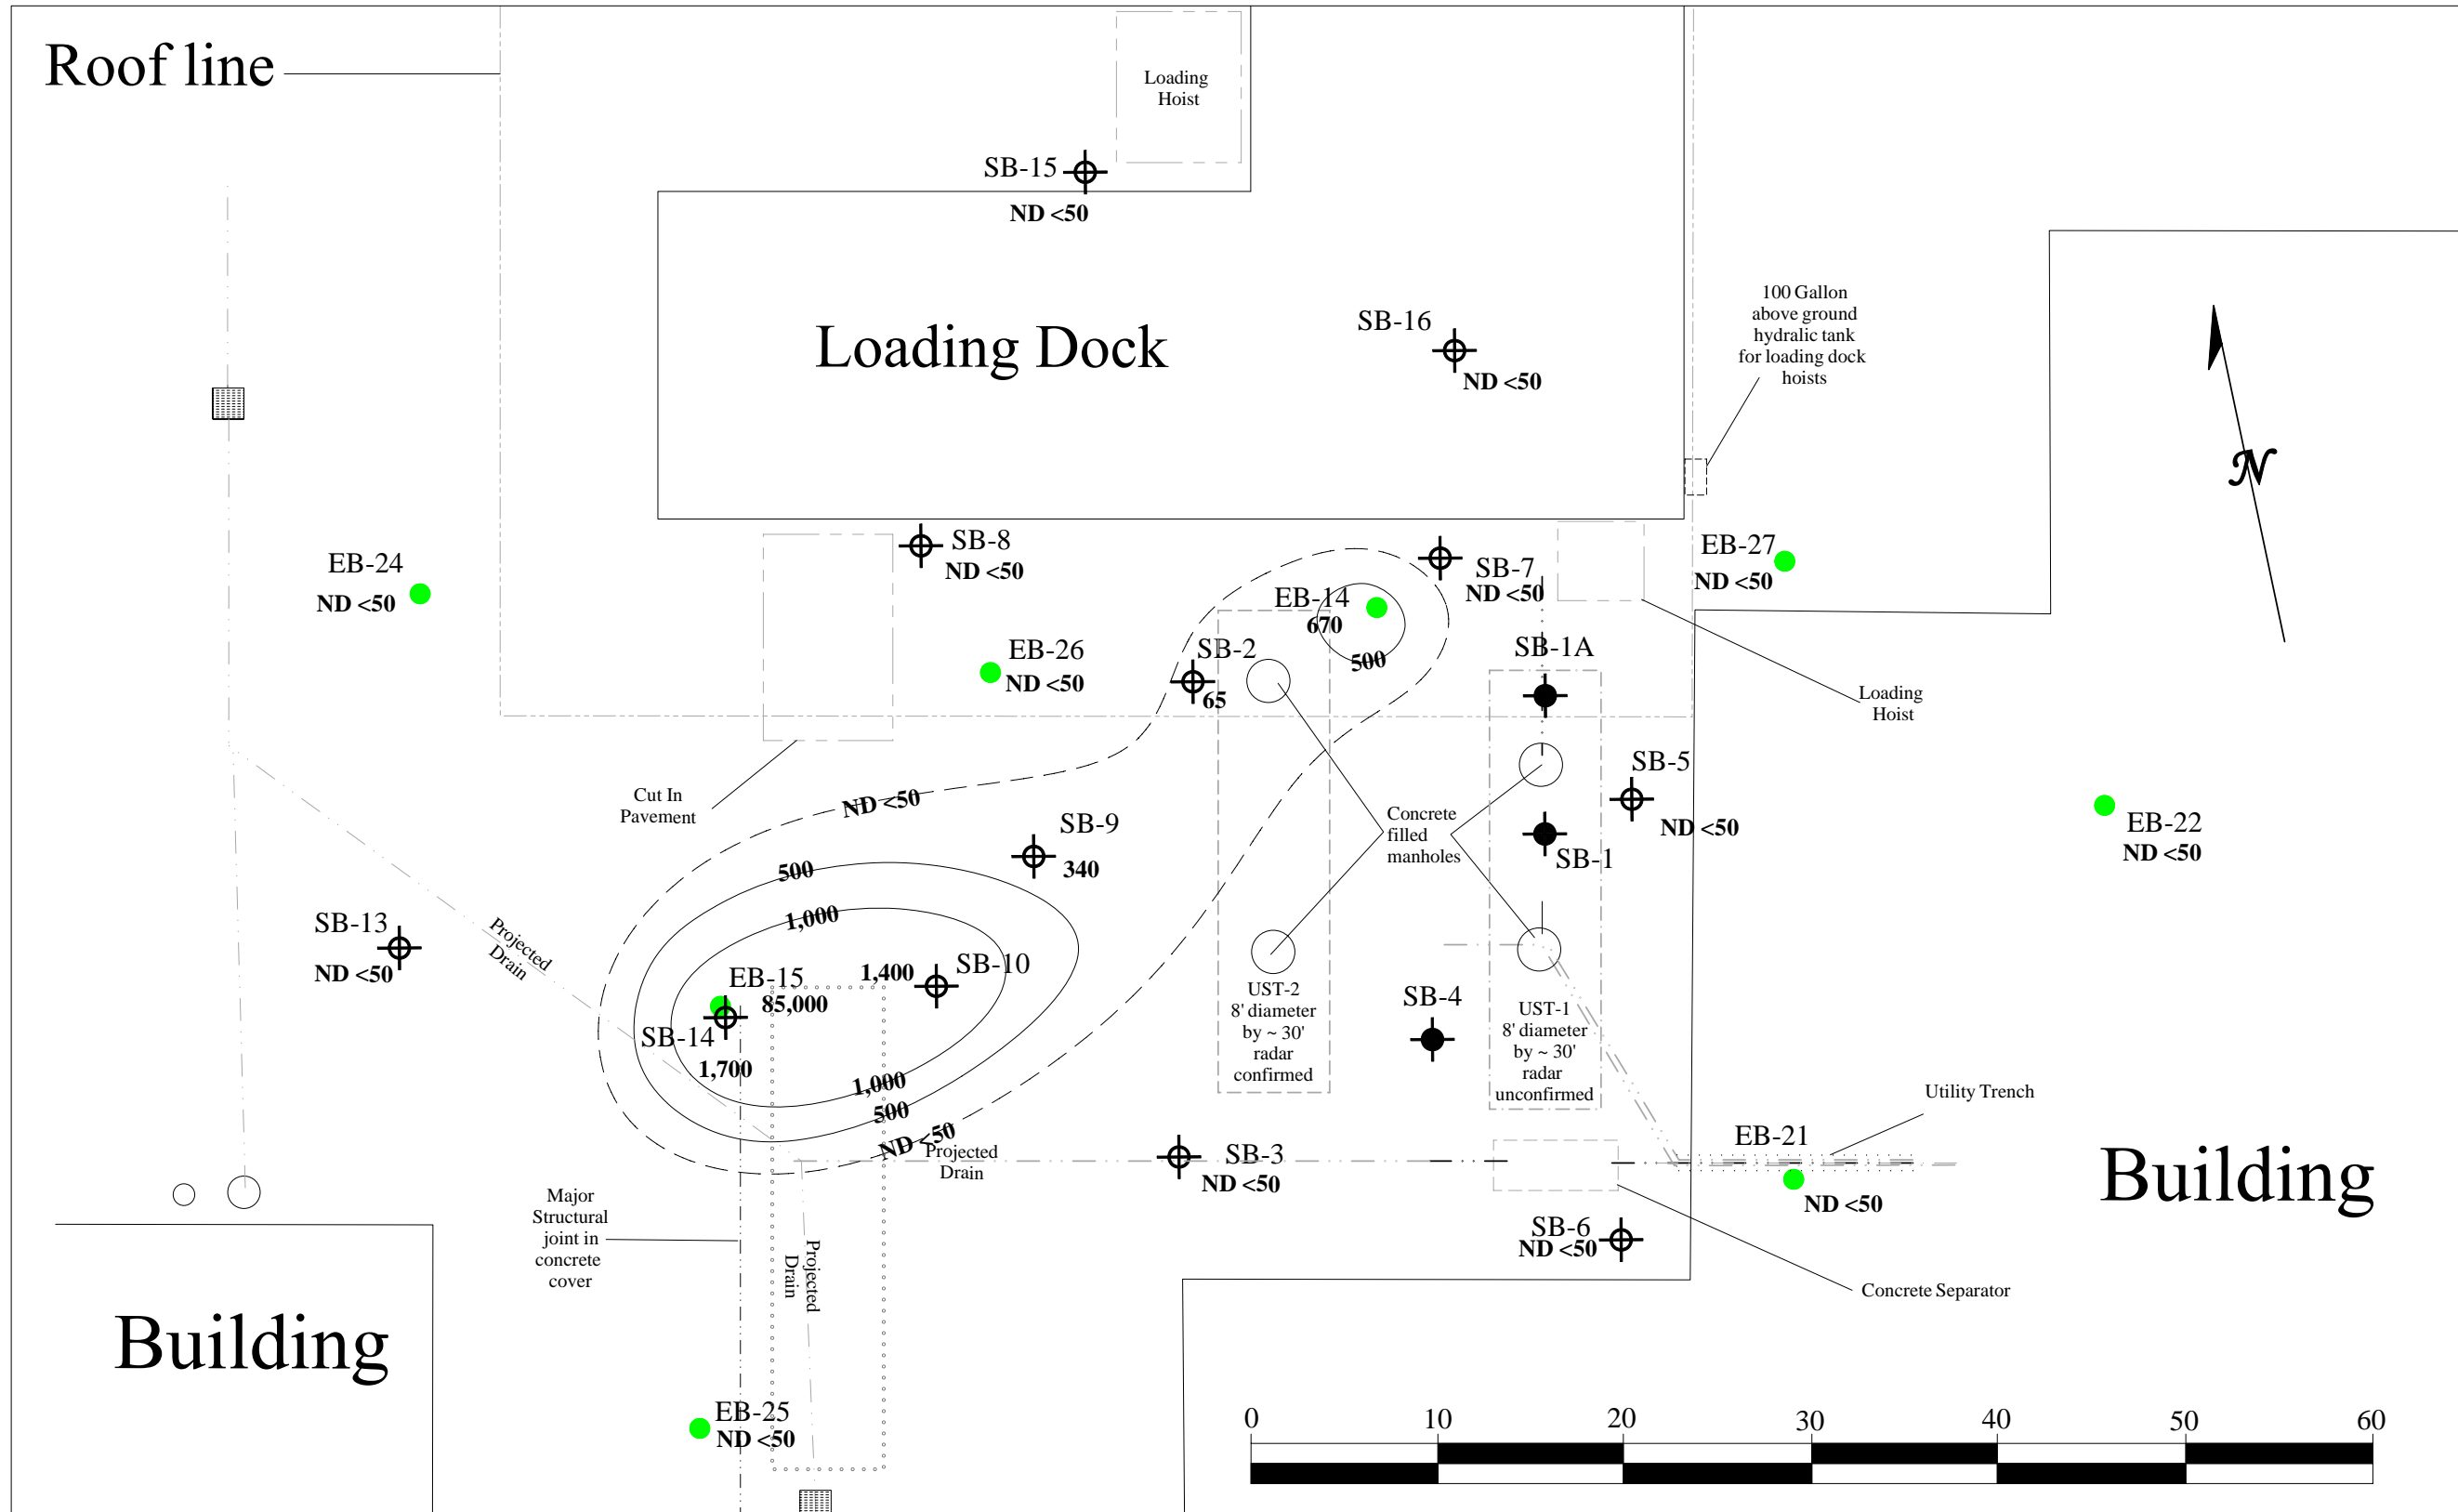 Roof line
Loading
Hoist
SB-15
ND <50
Loading Dock
SB-16
ND <50
100 Gallon
above ground
hydralic tank
for loading dock
hoists
N
EB-24
ND <50
SB-8
ND <50
EB-26
ND <50
SB-2
65
EB-14
670
500
SB-7
ND <50
EB-27
ND <50
SB-1A
Loading
Hoist
Cut In
Pavement
ND <50
SB-9
340
500
1,000
Concrete
filled
manholes
SB-5
ND <50
SB-1
EB-22
ND <50
SB-13
ND <50
Projected
Drain
EB-15
85,000
1,400
SB-10
SB-14
1,700
1,000
500
ND <50
UST-2
8' diameter
by ~ 30'
radar
confirmed
SB-4
UST-1
8' diameter
by ~ 30'
radar
unconfirmed
Utility Trench
EB-21
ND <50
Projected
Drain
SB-3
ND <50
SB-6
ND <50
Building
Major
Structural
joint in
concrete
cover
Projected
Drain
Concrete Separator
Building
EB-25
ND <50
0 10 20 30 40 50 60